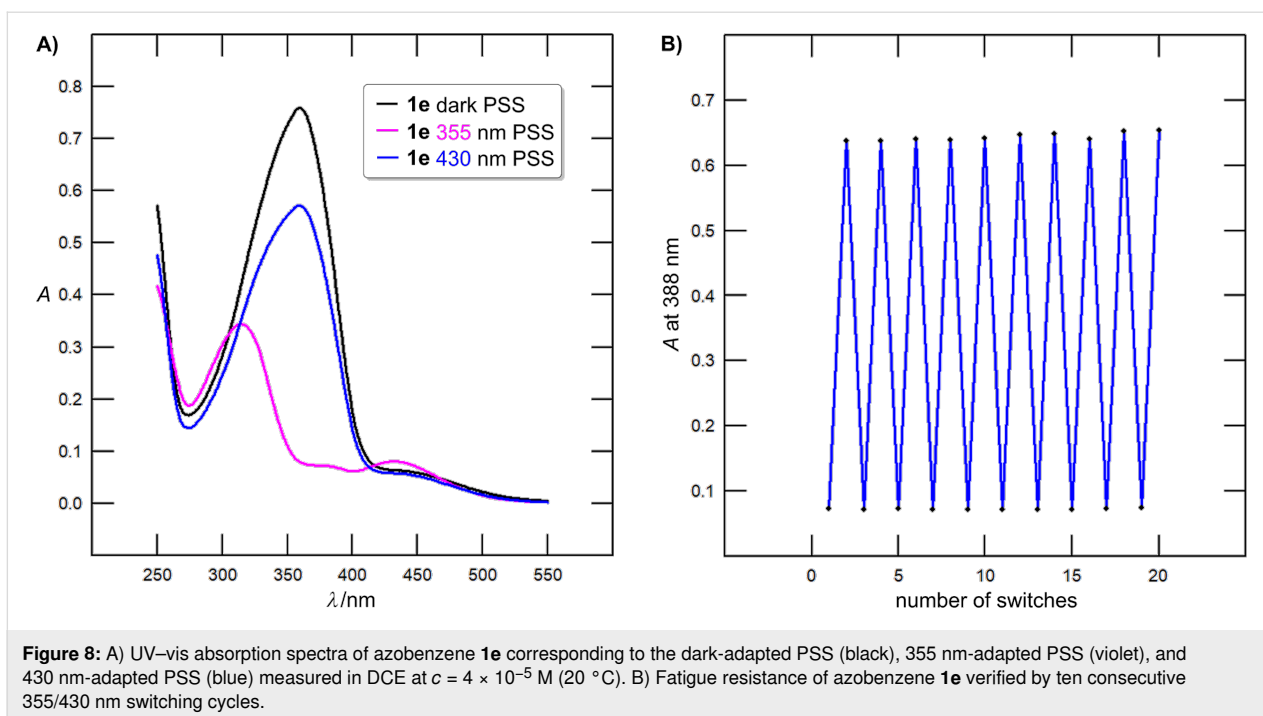 A)
0.8
0.7
0.6
0.5
A 0.4
0.3
0.2
0.1
0.0
250 300 350 400 450 500 550
λ/nm
1e dark PSS
1e 355 nm PSS
1e 430 nm PSS
B)
0.7
0.6
0.5
0.4
0.3
0.2
0.1
A at 388 nm
0 5 10 15 20
number of switches
Figure 8: A) UV–vis absorption spectra of azobenzene 1e corresponding to the dark-adapted PSS (black), 355 nm-adapted PSS (violet), and
430 nm-adapted PSS (blue) measured in DCE at c = 4 × 10⁻⁵ M (20 °C). B) Fatigue resistance of azobenzene 1e verified by ten consecutive
355/430 nm switching cycles.